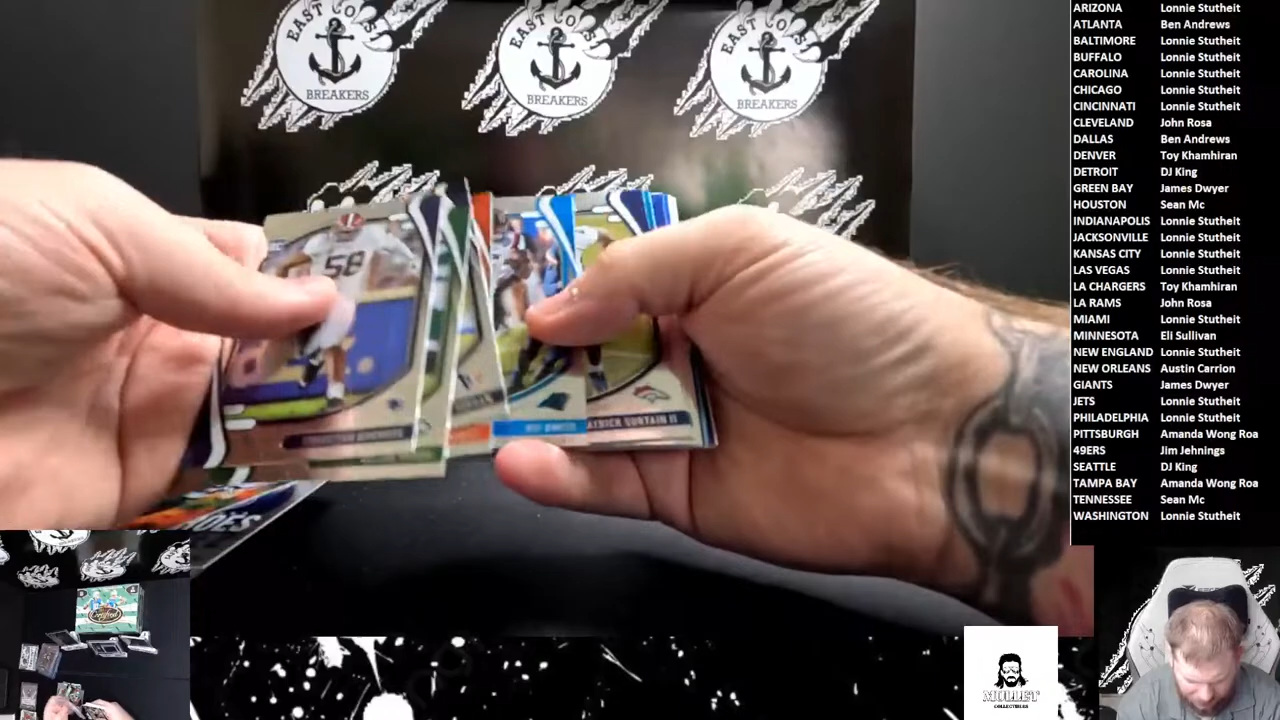 EAST COAST
BREAKERS
EAST COAST
BREAKERS
EAST COAST
BREAKERS
58
PATRICK SURTAIN II
ARIZONA Lonnie Stutheit
ATLANTA Ben Andrews
BALTIMORE Lonnie Stutheit
BUFFALO Lonnie Stutheit
CAROLINA Lonnie Stutheit
CHICAGO Lonnie Stutheit
CINCINNATI Lonnie Stutheit
CLEVELAND John Rosa
DALLAS Ben Andrews
DENVER Toy Khamhiran
DETROIT DJ King
GREEN BAY James Dwyer
HOUSTON Sean Mc
INDIANAPOLIS Lonnie Stutheit
JACKSONVILLE Lonnie Stutheit
KANSAS CITY Lonnie Stutheit
LAS VEGAS Lonnie Stutheit
LA CHARGERS Toy Khamhiran
LA RAMS John Rosa
MIAMI Lonnie Stutheit
MINNESOTA Eli Sullivan
NEW ENGLAND Lonnie Stutheit
NEW ORLEANS Austin Carrion
GIANTS James Dwyer
JETS Lonnie Stutheit
PHILADELPHIA Lonnie Stutheit
PITTSBURGH Amanda Wong Roa
49ERS Jim Jehnings
SEATTLE DJ King
TAMPA BAY Amanda Wong Roa
TENNESSEE Sean Mc
WASHINGTON Lonnie Stutheit
Certified
MULLET
COLLECTIBLES